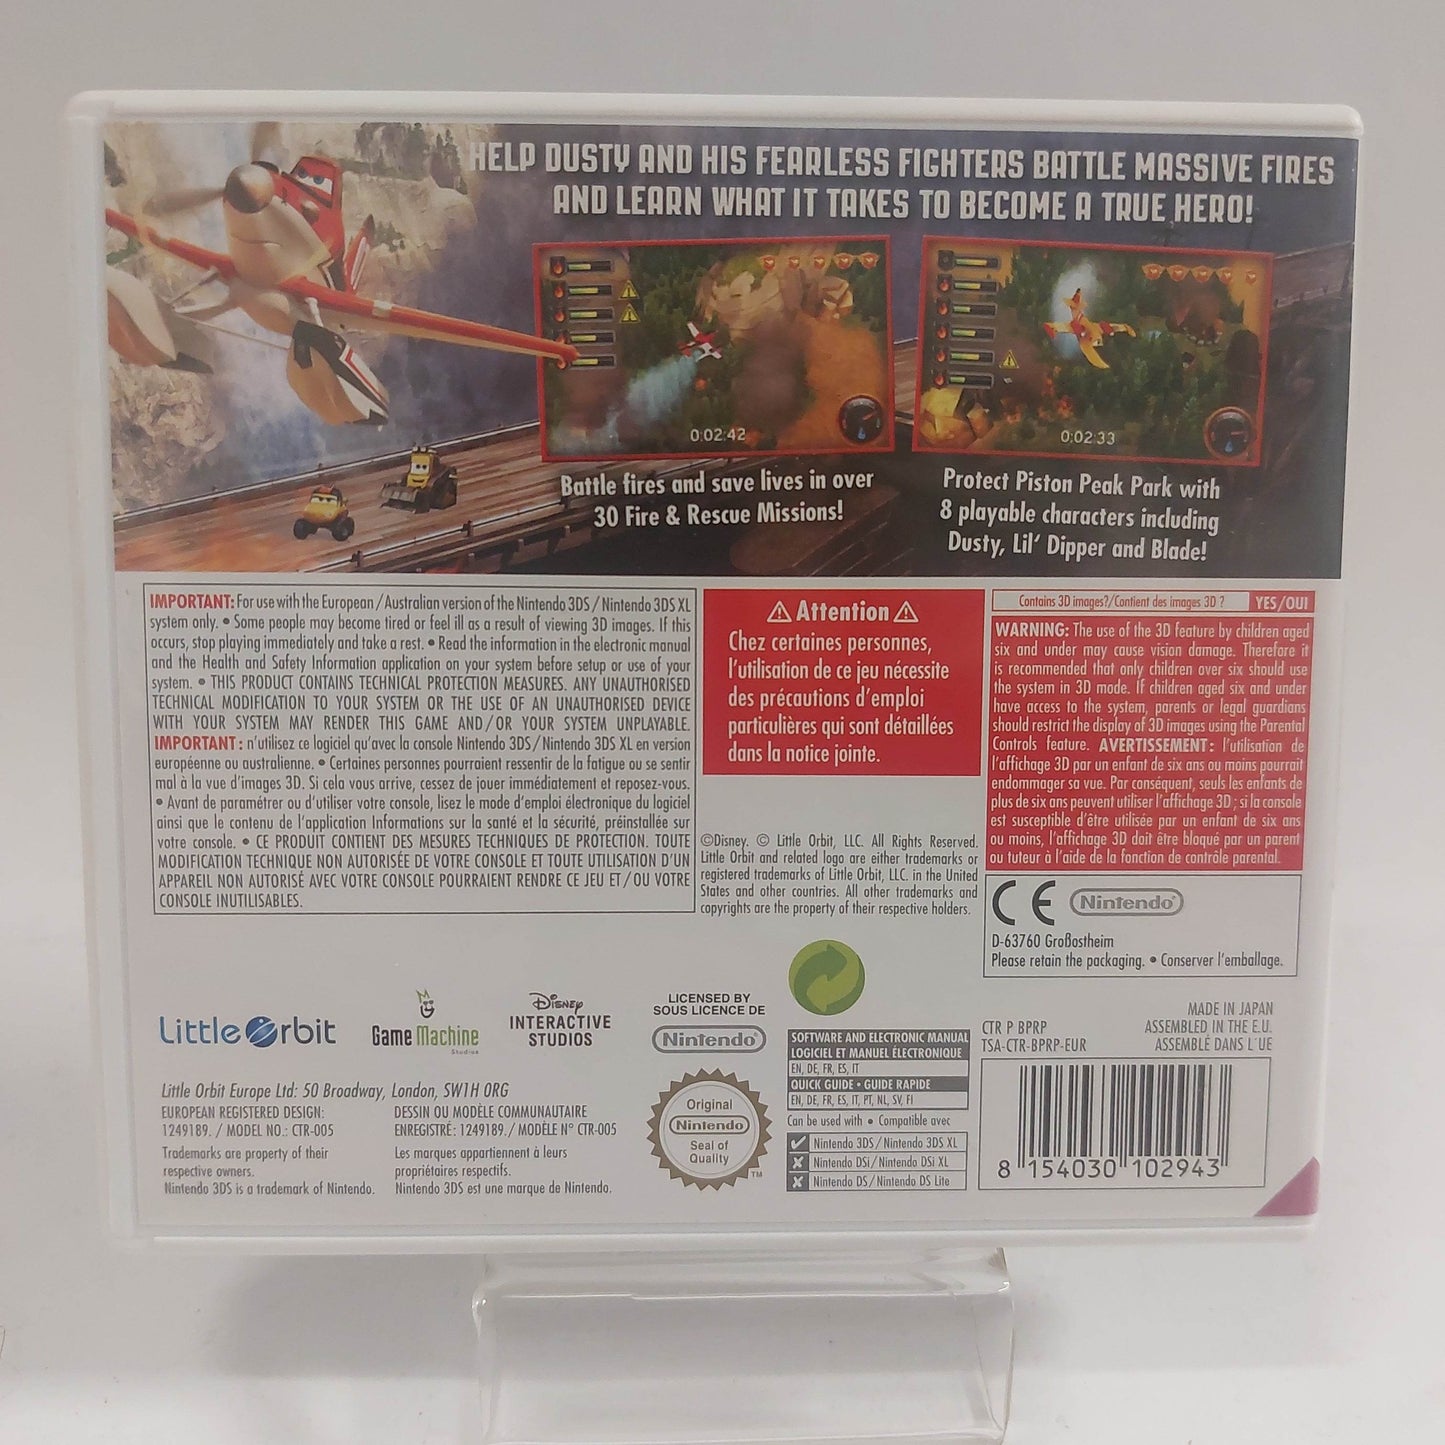 HELP DUSTY AND HIS FEARLESS FIGHTERS BATTLE MASSIVE FIRES
AND LEARN WHAT IT TAKES TO BECOME A TRUE HERO!
0:02:42
0:02:33
Battle fires and save lives in over
30 Fire & Rescue Missions!
Protect Piston Peak Park with
8 playable characters including
Dusty, Lil' Dipper and Blade!
IMPORTANT: For use with the European / Australian version of the Nintendo 3DS / Nintendo 3DS XL
system only. • Some people may become tired or feel ill as a result of viewing 3D images. If this
occurs, stop playing immediately and take a rest. • Read the information in the electronic manual
and the Health and Safety Information application on your system before setup or use of your
system. • THIS PRODUCT CONTAINS TECHNICAL PROTECTION MEASURES. ANY UNAUTHORISED
TECHNICAL MODIFICATION TO YOUR SYSTEM OR THE USE OF AN UNAUTHORISED DEVICE
WITH YOUR SYSTEM MAY RENDER THIS GAME AND/OR YOUR SYSTEM UNPLAYABLE.
IMPORTANT : n'utilisez ce logiciel qu'avec la console Nintendo 3DS/Nintendo 3DS XL en version
européenne ou australienne. • Certaines personnes pourraient ressentir de la fatigue ou se sentir
mal à la vue d'images 3D. Si cela vous arrive, cessez de jouer immédiatement et reposez-vous.
• Avant de paramétrer ou d'utiliser votre console, lisez le mode d'emploi électronique du logiciel
ainsi que le contenu de l'application Informations sur la santé et la sécurité, préinstallée sur
votre console. • CE PRODUIT CONTIENT DES MESURES TECHNIQUES DE PROTECTION. TOUTE
MODIFICATION TECHNIQUE NON AUTORISÉE DE VOTRE CONSOLE ET TOUTE UTILISATION D'UN
APPAREIL NON AUTORISÉ AVEC VOTRE CONSOLE POURRAIENT RENDRE CE JEU ET/OU VOTRE
CONSOLE INUTILISABLES.
Attention
Chez certaines personnes,
l'utilisation de ce jeu nécessite
des précautions d'emploi
particulières qui sont détaillées
dans la notice jointe.
©Disney. © Little Orbit, LLC. All Rights Reserved.
Little Orbit and related logo are either trademarks or
registered trademarks of Little Orbit, LLC. in the United
States and other countries. All other trademarks and
copyrights are the property of their respective holders.
Contains 3D images?/Contient des images 3D ? YES/OUI
WARNING: The use of the 3D feature by children aged
six and under may cause vision damage. Therefore it
is recommended that only children over six should use
the system in 3D mode. If children aged six and under
have access to the system, parents or legal guardians
should restrict the display of 3D images using the Parental
Controls feature. AVERTISSEMENT : l'utilisation de
l'affichage 3D par un enfant de six ans ou moins pourrait
endommager sa vue. Par conséquent, seuls les enfants de
plus de six ans peuvent utiliser l'affichage 3D ; si la console
est susceptible d'être utilisée par un enfant de six ans
ou moins, l'affichage 3D doit être bloqué par un parent
ou tuteur à l'aide de la fonction de contrôle parental.
CE Nintendo
D-63760 Großostheim
Please retain the packaging. • Conserver l'emballage.
Little Orbit
Game Machine
Studios
Disney
INTERACTIVE
STUDIOS
LICENSED BY
SOUS LICENCE DE
Nintendo
Little Orbit Europe Ltd: 50 Broadway, London, SW1H 0RG
EUROPEAN REGISTERED DESIGN:
1249189. / MODEL NO.: CTR-005
Trademarks are property of their
respective owners.
Nintendo 3DS is a trademark of Nintendo.
DESSIN OU MODÈLE COMMUNAUTAIRE
ENREGISTRÉ : 1249189. / MODÈLE N° CTR-005
Les marques appartiennent à leurs
propriétaires respectifs.
Nintendo 3DS est une marque de Nintendo.
Original
Nintendo
Seal of
Quality
TM
SOFTWARE AND ELECTRONIC MANUAL
LOGICIEL ET MANUEL ÉLECTRONIQUE
EN, DE, FR, ES, IT
QUICK GUIDE • GUIDE RAPIDE
EN, DE, FR, ES, IT, PT, NL, SV, FI
Can be used with • Compatible avec
Nintendo 3DS/Nintendo 3DS XL
Nintendo DSi/Nintendo DSi XL
Nintendo DS/Nintendo DS Lite
CTR P BPRP
TSA-CTR-BPRP-EUR
MADE IN JAPAN
ASSEMBLED IN THE E.U.
ASSEMBLÉ DANS L'UE
8 154030 102943